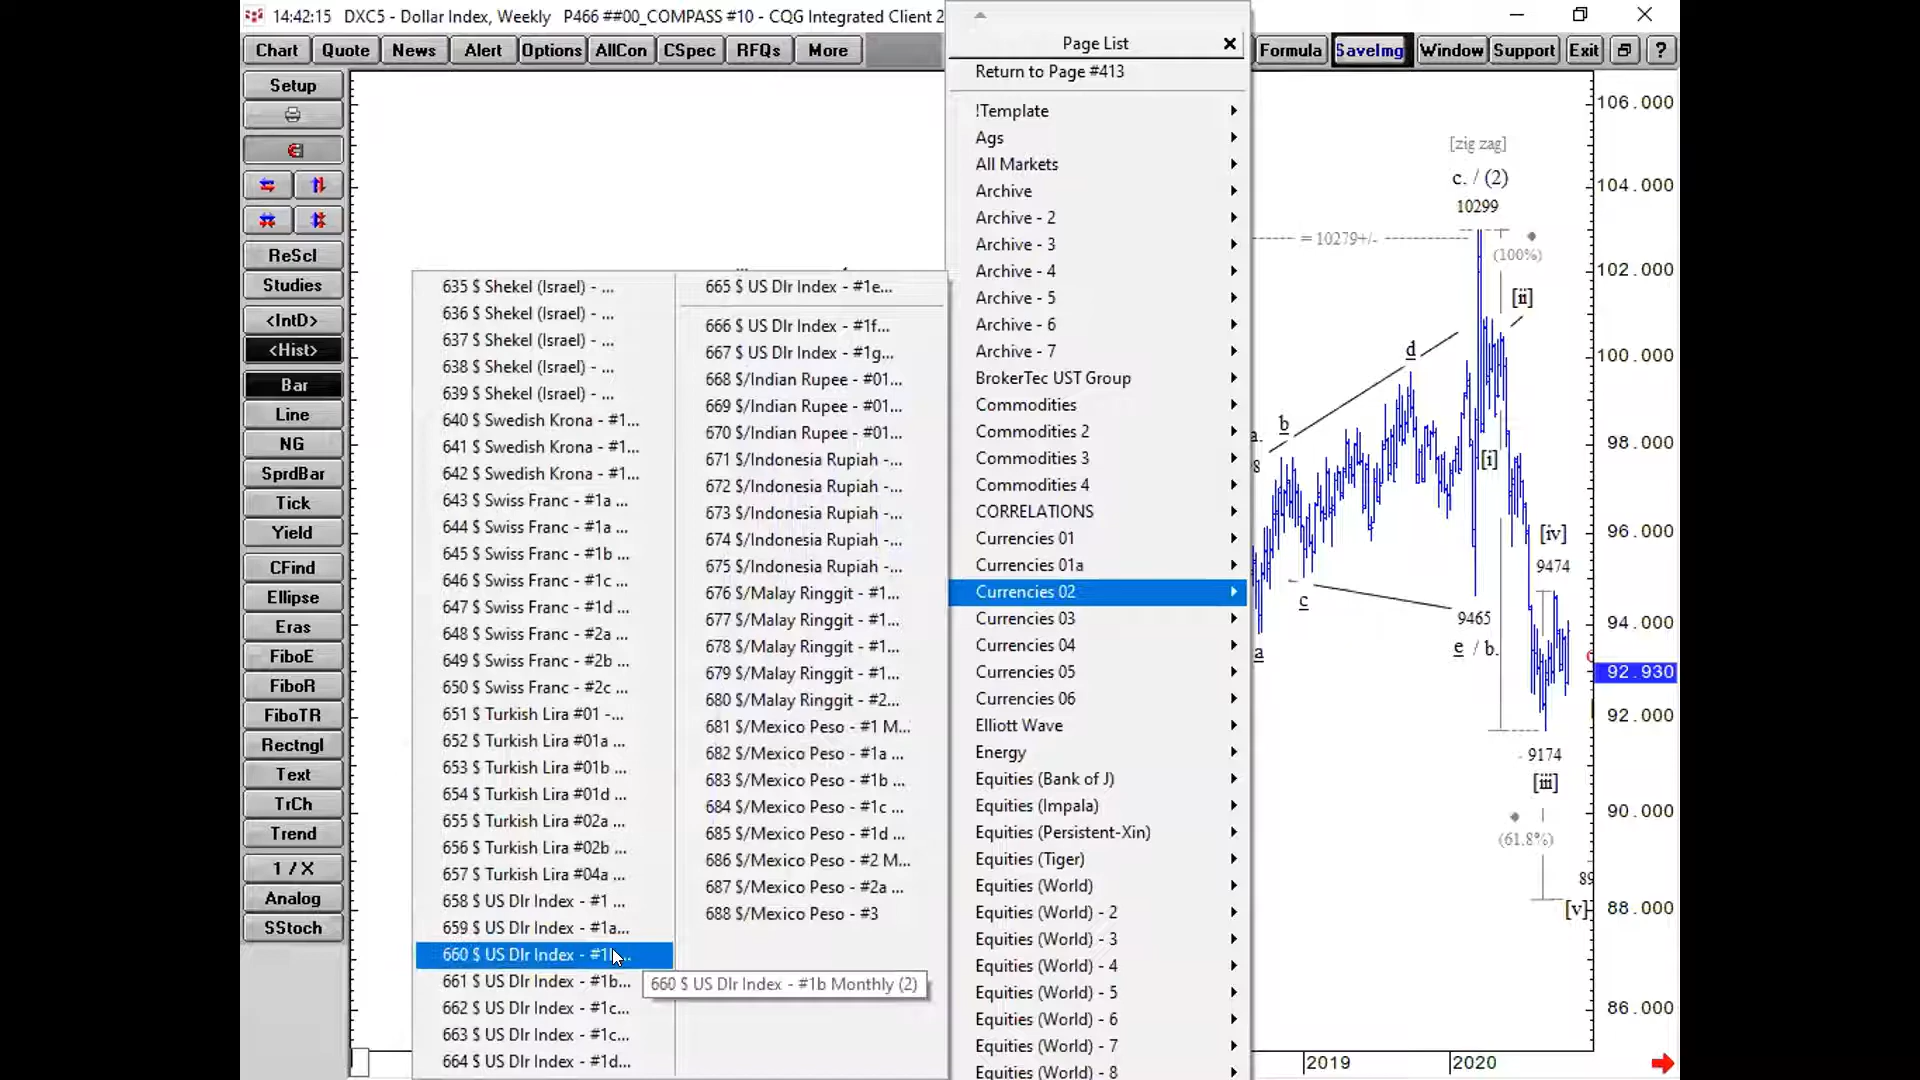 14:42:15 DXC5 - Dollar Index, Weekly P466 ##00_COMPASS #10 - CQG Integrated Client 2
Chart Quote News Alert Options AllCon CSpec RFQs More Formula SaveImg Window Support Exit ?
Page List
Return to Page #413
!Template
Ags
All Markets
Archive
Archive - 2
Archive - 3
Archive - 4
Archive - 5
Archive - 6
Archive - 7
BrokerTec UST Group
Commodities
Commodities 2
Commodities 3
Commodities 4
CORRELATIONS
Currencies 01
Currencies 01a
Currencies 02
Currencies 03
Currencies 04
Currencies 05
Currencies 06
Elliott Wave
Energy
Equities (Bank of J)
Equities (Impala)
Equities (Persistent-Xin)
Equities (Tiger)
Equities (World)
Equities (World) - 2
Equities (World) - 3
Equities (World) - 4
Equities (World) - 5
Equities (World) - 6
Equities (World) - 7
Equities (World) - 8
Setup
ReScl
Studies
<IntD>
<Hist>
Bar
Line
NG
SprdBar
Tick
Yield
CFind
Ellipse
Eras
FiboE
FiboR
FiboTR
Rectngl
Text
TrCh
Trend
1 / X
Analog
SStoch
635 $ Shekel (Israel) - ...
636 $ Shekel (Israel) - ...
637 $ Shekel (Israel) - ...
638 $ Shekel (Israel) - ...
639 $ Shekel (Israel) - ...
640 $ Swedish Krona - #1...
641 $ Swedish Krona - #1...
642 $ Swedish Krona - #1...
643 $ Swiss Franc - #1a ...
644 $ Swiss Franc - #1a ...
645 $ Swiss Franc - #1b ...
646 $ Swiss Franc - #1c ...
647 $ Swiss Franc - #1d ...
648 $ Swiss Franc - #2a ...
649 $ Swiss Franc - #2b ...
650 $ Swiss Franc - #2c ...
651 $ Turkish Lira #01 -...
652 $ Turkish Lira #01a ...
653 $ Turkish Lira #01b ...
654 $ Turkish Lira #01d ...
655 $ Turkish Lira #02a ...
656 $ Turkish Lira #02b ...
657 $ Turkish Lira #04a ...
658 $ US Dlr Index - #1 ...
659 $ US Dlr Index - #1a...
660 $ US Dlr Index - #1b...
661 $ US Dlr Index - #1b...
662 $ US Dlr Index - #1c...
663 $ US Dlr Index - #1c...
664 $ US Dlr Index - #1d...
665 $ US Dlr Index - #1e...
666 $ US Dlr Index - #1f...
667 $ US Dlr Index - #1g...
668 $/Indian Rupee - #01...
669 $/Indian Rupee - #01...
670 $/Indian Rupee - #01...
671 $/Indonesia Rupiah -...
672 $/Indonesia Rupiah -...
673 $/Indonesia Rupiah -...
674 $/Indonesia Rupiah -...
675 $/Indonesia Rupiah -...
676 $/Malay Ringgit - #1...
677 $/Malay Ringgit - #1...
678 $/Malay Ringgit - #1...
679 $/Malay Ringgit - #1...
680 $/Malay Ringgit - #2...
681 $/Mexico Peso - #1 M...
682 $/Mexico Peso - #1a ...
683 $/Mexico Peso - #1b ...
684 $/Mexico Peso - #1c ...
685 $/Mexico Peso - #1d ...
686 $/Mexico Peso - #2 M...
687 $/Mexico Peso - #2a ...
688 $/Mexico Peso - #3
660 $ US Dlr Index - #1b Monthly (2)
[zig zag]
c. / (2)
10299
= 10279+/-
(100%)
[ii]
d
b
a.
8
[i]
[iv]
9474
c
9465
a
e / b.
9174
[iii]
(61.8%)
89
[v]
106.000
104.000
102.000
100.000
98.000
96.000
94.000
92.930
92.000
90.000
88.000
86.000
2019
2020